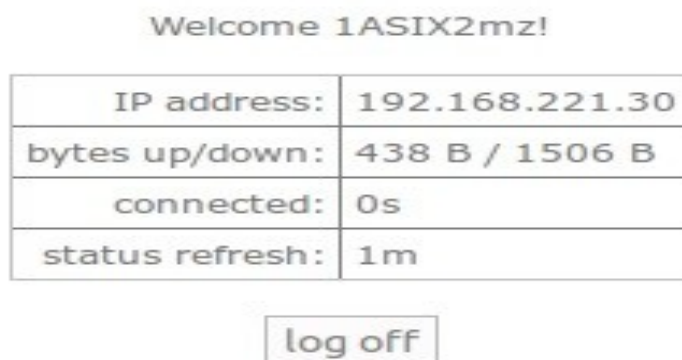 Welcome 1ASIX2mz!
IP address: 192.168.221.30
bytes up/down: 438 B / 1506 B
connected: 0s
status refresh: 1m
log off